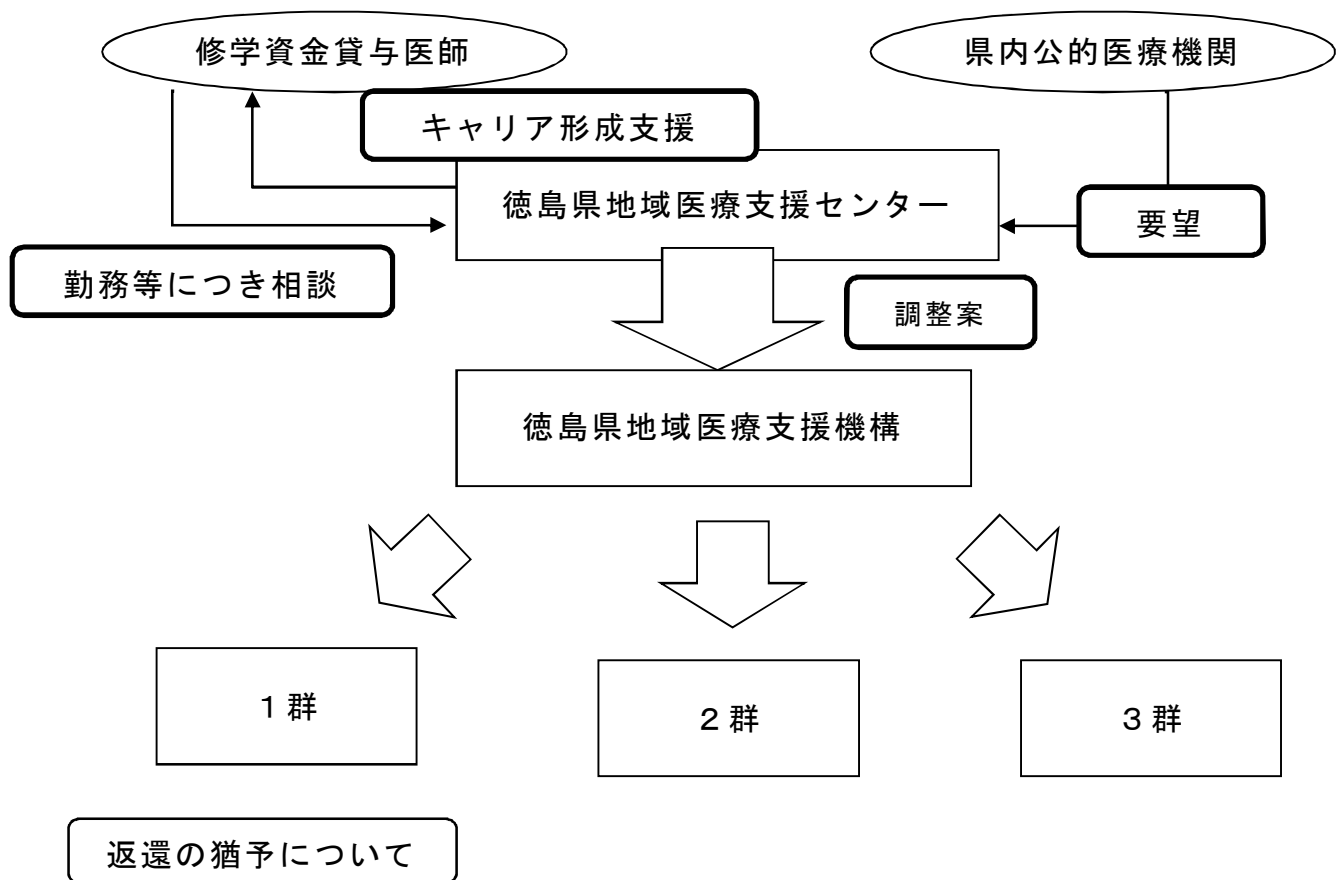 修学資金貸与医師
県内公的医療機関
キャリア形成支援
徳島県地域医療支援センター
要望
勤務等につき相談
調整案
徳島県地域医療支援機構
１群
２群
３群
返還の猶予について